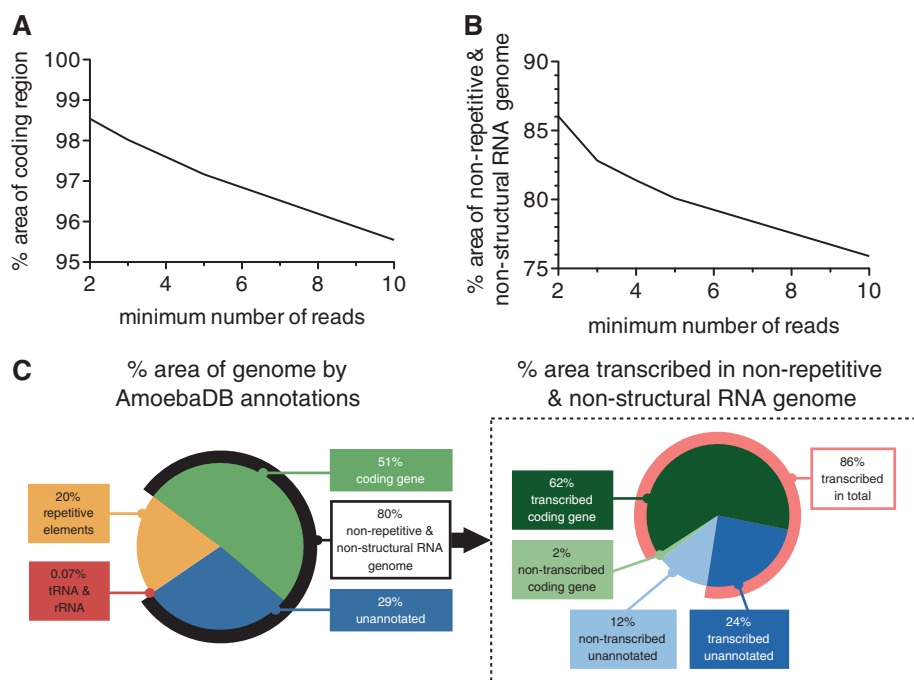 A
% area of coding region
100
99
98
97
96
95
2
4
6
8
10
minimum number of reads
B
% area of non-repetitive &
non-structural RNA genome
90
85
80
75
2
4
6
8
10
minimum number of reads
C
% area of genome by
AmoebaDB annotations
20%
repetitive
elements
0.07%
tRNA &
rRNA
51%
coding gene
80%
non-repetitive &
non-structural RNA
genome
29%
unannotated
% area transcribed in non-repetitive
& non-structural RNA genome
62%
transcribed
coding gene
2%
non-transcribed
coding gene
12%
non-transcribed
unannotated
24%
transcribed
unannotated
86%
transcribed
in total